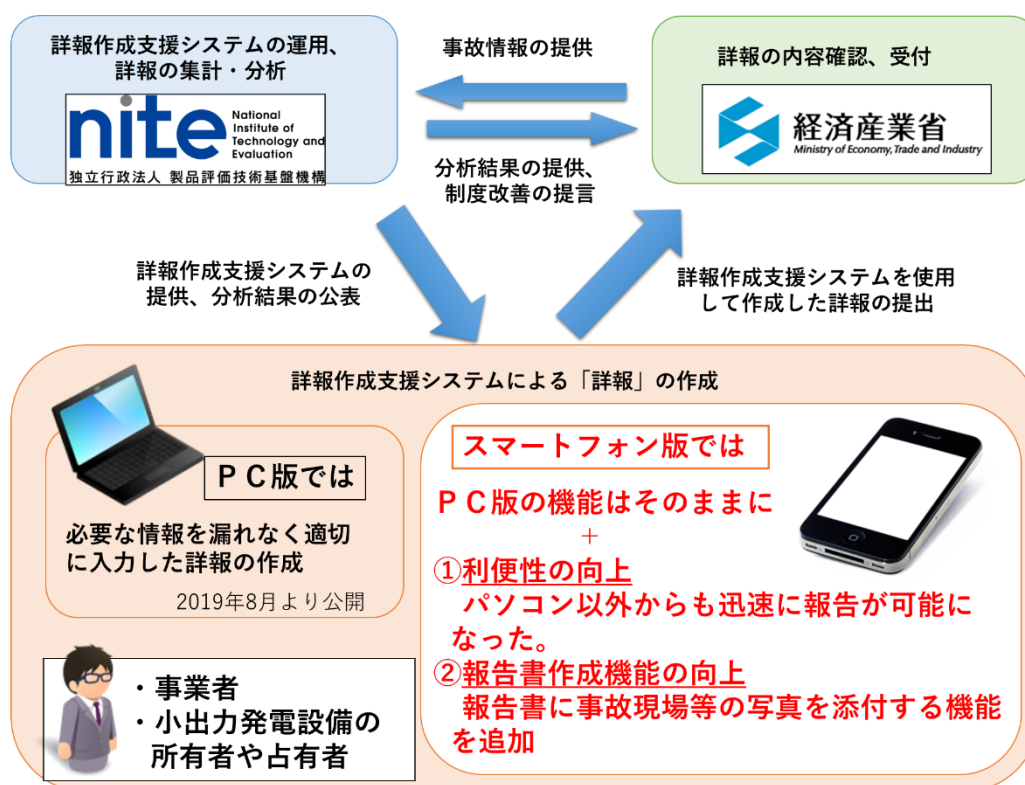 詳報作成支援システムの運用、
詳報の集計・分析
nite
National
Institute of
Technology and
Evaluation
独立行政法人 製品評価技術基盤機構
事故情報の提供
分析結果の提供、
制度改善の提言
詳報の内容確認、受付
経済産業省
Ministry of Economy, Trade and Industry
詳報作成支援システムの
提供、分析結果の公表
詳報作成支援システムを使用
して作成した詳報の提出
詳報作成支援システムによる「詳報」の作成
ＰＣ版では
必要な情報を漏れなく適切
に入力した詳報の作成
2019年8月より公開
・事業者
・小出力発電設備の
所有者や占有者
スマートフォン版では
ＰＣ版の機能はそのままに
＋
①利便性の向上
パソコン以外からも迅速に報告が可能に
なった。
②報告書作成機能の向上
報告書に事故現場等の写真を添付する機能
を追加